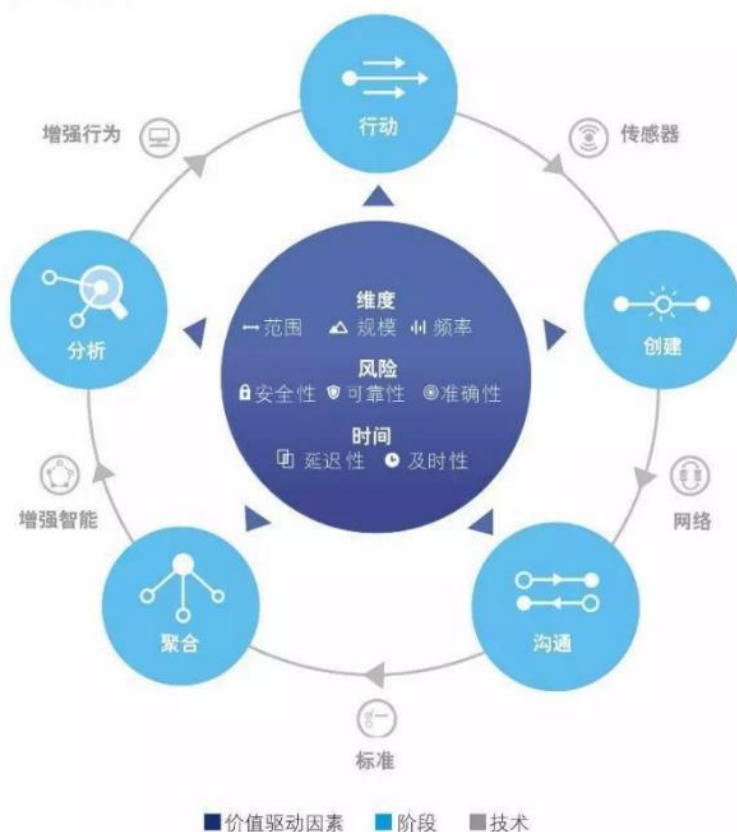 行动
增强行为
传感器
维度
范围 规模 频率
风险
安全性 可靠性 准确性
时间
延迟性 及时性
分析
创建
增强智能
网络
聚合
沟通
标准
价值驱动因素 阶段 技术